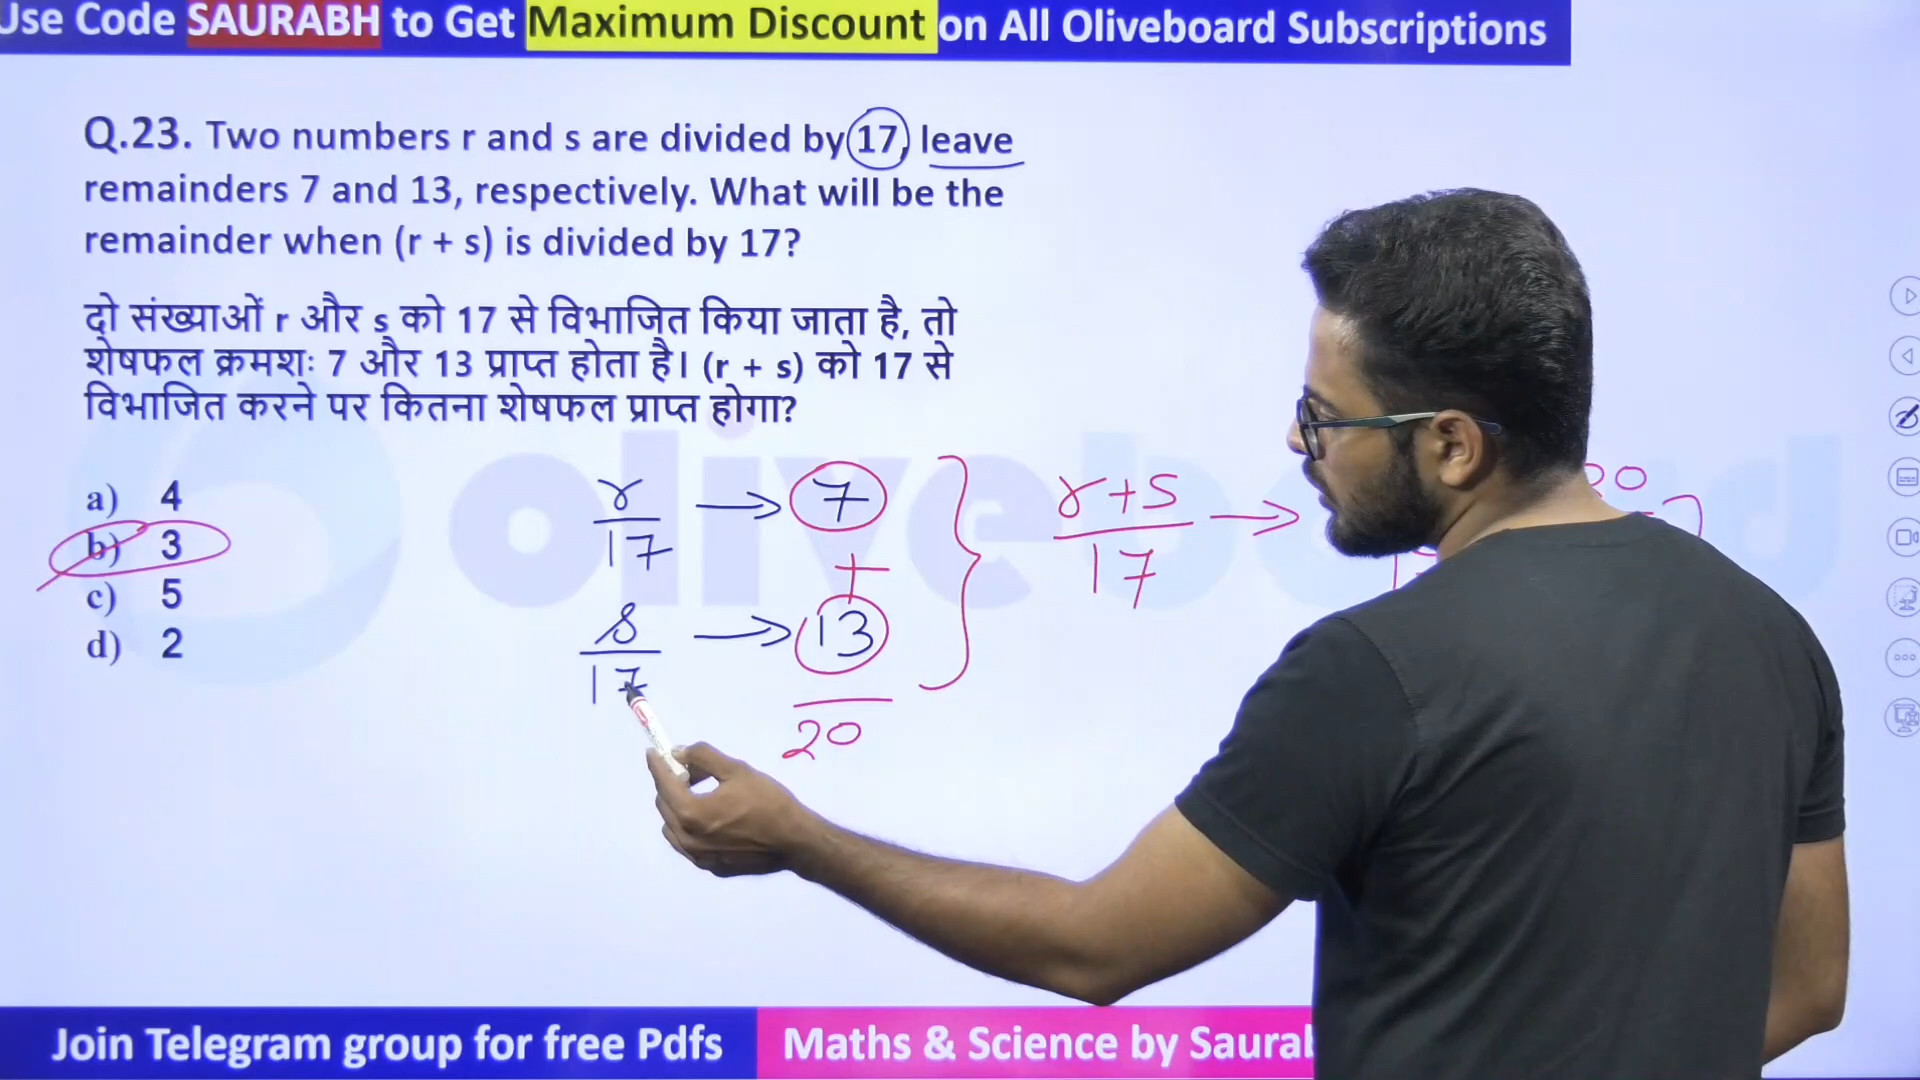 Use Code SAURABH to Get Maximum Discount on All Oliveboard Subscriptions
Q.23. Two numbers r and s are divided by 17, leave
remainders 7 and 13, respectively. What will be the
remainder when (r + s) is divided by 17?
दो संख्याओं r और s को 17 से विभाजित किया जाता है, तो
शेषफल क्रमशः 7 और 13 प्राप्त होता है। (r + s) को 17 से
विभाजित करने पर कितना शेषफल प्राप्त होगा?
oliveboard
a) 4
b) 3
c) 5
d) 2
r/17 → 7
+
s/17 → 13
20
r+s/17 →
Join Telegram group for free Pdfs
Maths & Science by Saurab